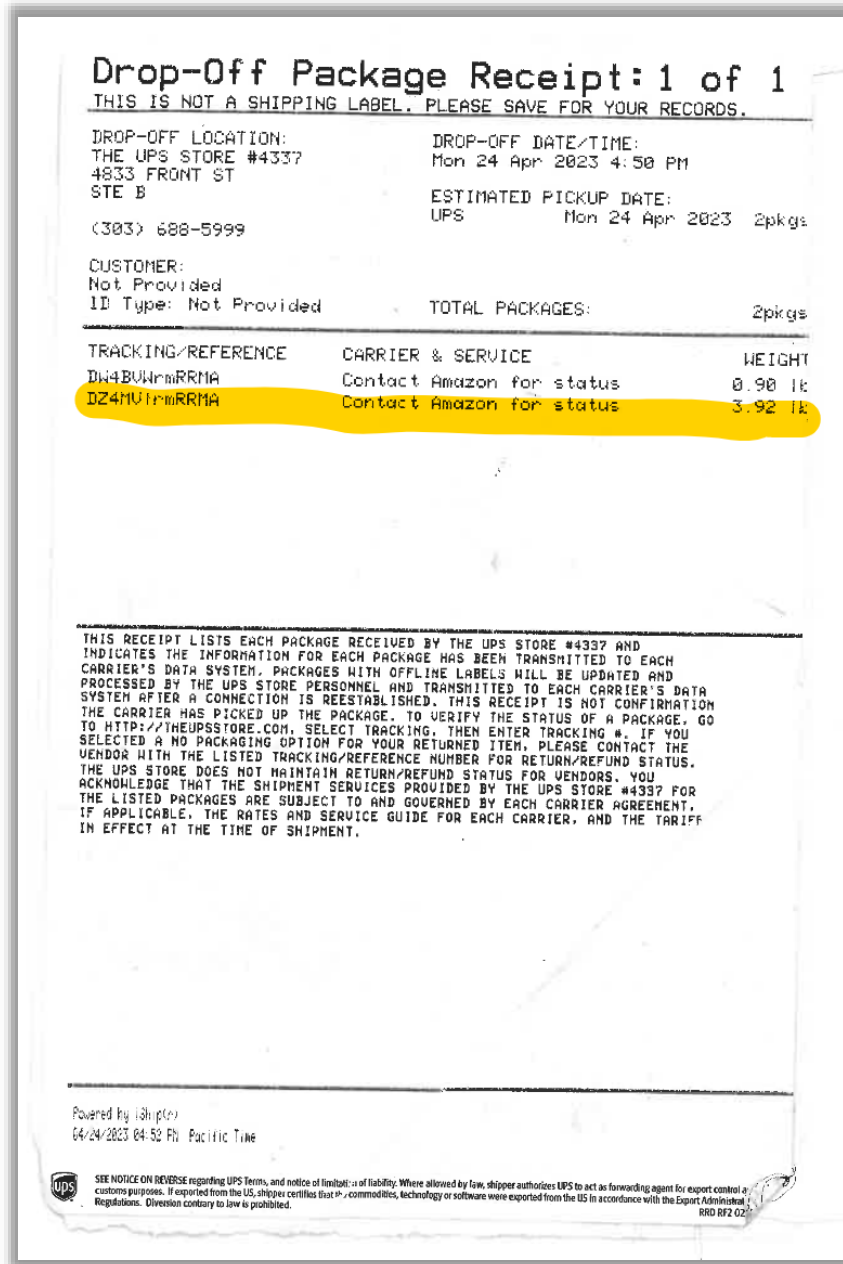 Drop-Off Package Receipt: 1 of 1
THIS IS NOT A SHIPPING LABEL. PLEASE SAVE FOR YOUR RECORDS.
DROP-OFF LOCATION:
THE UPS STORE #4337
4833 FRONT ST
STE B
(303) 688-5999
DROP-OFF DATE/TIME:
Mon 24 Apr 2023 4:50 PM
ESTIMATED PICKUP DATE:
UPS Mon 24 Apr 2023 2pkgs
CUSTOMER:
Not Provided
ID Type: Not Provided
TOTAL PACKAGES: 2pkgs
TRACKING/REFERENCE CARRIER & SERVICE WEIGHT
DW4BVWrmRRMA Contact Amazon for status 0.90 lb
Contact Amazon for status 3.92 lb
THIS RECEIPT LISTS EACH PACKAGE RECEIVED BY THE UPS STORE #4337 AND
INDICATES THE INFORMATION FOR EACH PACKAGE HAS BEEN TRANSMITTED TO EACH
CARRIER'S DATA SYSTEM. PACKAGES WITH OFFLINE LABELS WILL BE UPDATED AND
PROCESSED BY THE UPS STORE PERSONNEL AND TRANSMITTED TO EACH CARRIER'S DATA
SYSTEM AFTER A CONNECTION IS REESTABLISHED. THIS RECEIPT IS NOT CONFIRMATION
THE CARRIER HAS PICKED UP THE PACKAGE. TO VERIFY THE STATUS OF A PACKAGE, GO
TO HTTP://THEUPSSTORE.COM, SELECT TRACKING, THEN ENTER TRACKING #. IF YOU
SELECTED A NO PACKAGING OPTION FOR YOUR RETURNED ITEM, PLEASE CONTACT THE
VENDOR WITH THE LISTED TRACKING/REFERENCE NUMBER FOR RETURN/REFUND STATUS.
THE UPS STORE DOES NOT MAINTAIN RETURN/REFUND STATUS FOR VENDORS. YOU
ACKNOWLEDGE THAT THE SHIPMENT SERVICES PROVIDED BY THE UPS STORE #4337 FOR
THE LISTED PACKAGES ARE SUBJECT TO AND GOVERNED BY EACH CARRIER AGREEMENT,
IF APPLICABLE, THE RATES AND SERVICE GUIDE FOR EACH CARRIER, AND THE TARIFF
IN EFFECT AT THE TIME OF SHIPMENT.
Powered by iShip(r)
04/24/2023 04:52 PM Pacific Time
ups
SEE NOTICE ON REVERSE regarding UPS Terms, and notice of limitation of liability. Where allowed by law, shipper authorizes UPS to act as forwarding agent for export control a
customs purposes. If exported from the US, shipper certifies that the commodities, technology or software were exported from the US in accordance with the Export Administra
Regulations. Diversion contrary to law is prohibited.
RRD RF2 02